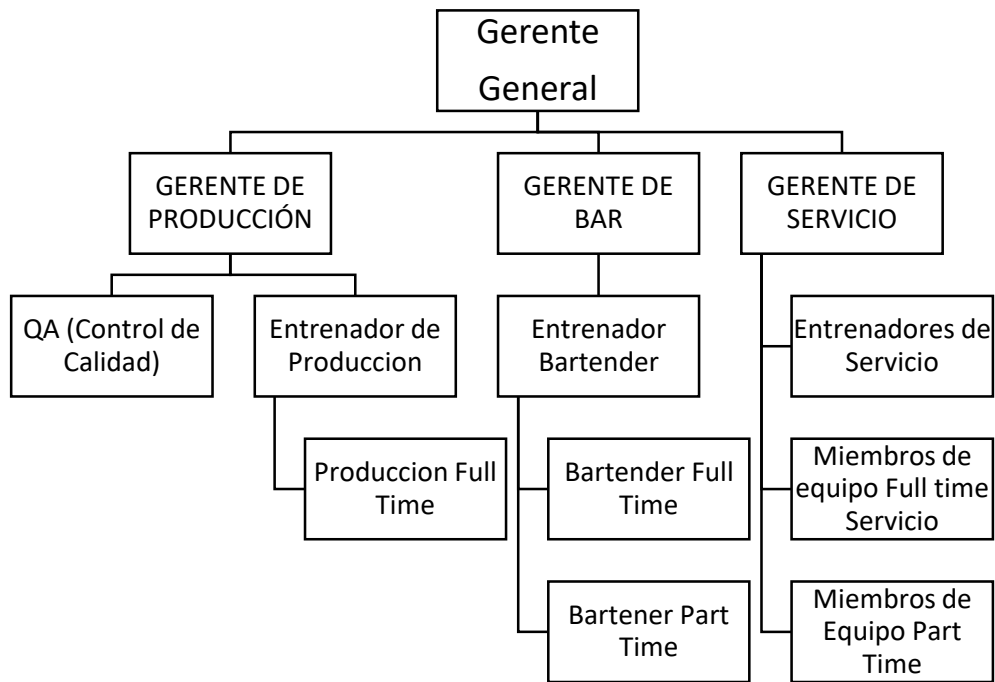 Gerente
General
GERENTE DE
PRODUCCIÓN
GERENTE DE
BAR
GERENTE DE
SERVICIO
QA (Control de
Calidad)
Entrenador de
Produccion
Entrenador
Bartender
Entrenadores de
Servicio
Produccion Full
Time
Bartender Full
Time
Miembros de
equipo Full time
Servicio
Bartener Part
Time
Miembros de
Equipo Part
Time